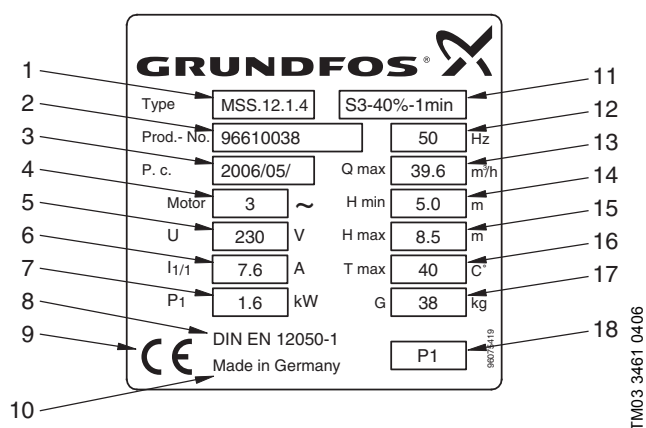 GRUNDFOS®
1 Type MSS.12.1.4 S3-40%-1min 11
2 Prod.- No. 96610038 50 Hz 12
3 P. c. 2006/05/ Q max 39.6 m³/h 13
4 Motor 3 ~ H min 5.0 m 14
5 U 230 V H max 8.5 m 15
6 I1/1 7.6 A T max 40 C° 16
7 P1 1.6 kW G 38 kg 17
8 DIN EN 12050-1
9 CE P1 18
10 Made in Germany
96075419
TM03 3461 0406